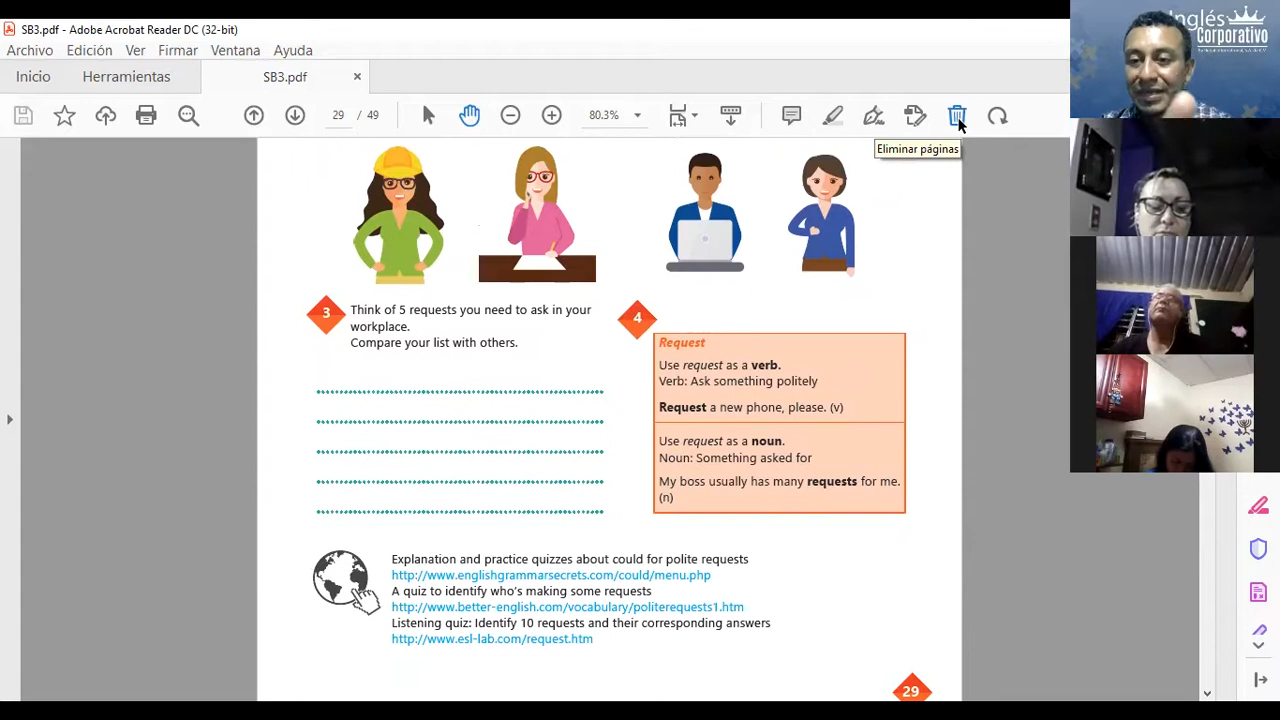 SB3.pdf - Adobe Acrobat Reader DC (32-bit)
Archivo Edición Ver Firmar Ventana Ayuda
Inicio Herramientas SB3.pdf ×
29 / 49 80.3%
Eliminar páginas
Inglés
Corporativo
3
Think of 5 requests you need to ask in your
workplace.
Compare your list with others.
4
Request
Use request as a verb.
Verb: Ask something politely
Request a new phone, please. (v)
Use request as a noun.
Noun: Something asked for
My boss usually has many requests for me.
(n)
Explanation and practice quizzes about could for polite requests
http://www.englishgrammarsecrets.com/could/menu.php
A quiz to identify who's making some requests
http://www.better-english.com/vocabulary/politerequests1.htm
Listening quiz: Identify 10 requests and their corresponding answers
http://www.esl-lab.com/request.htm
29